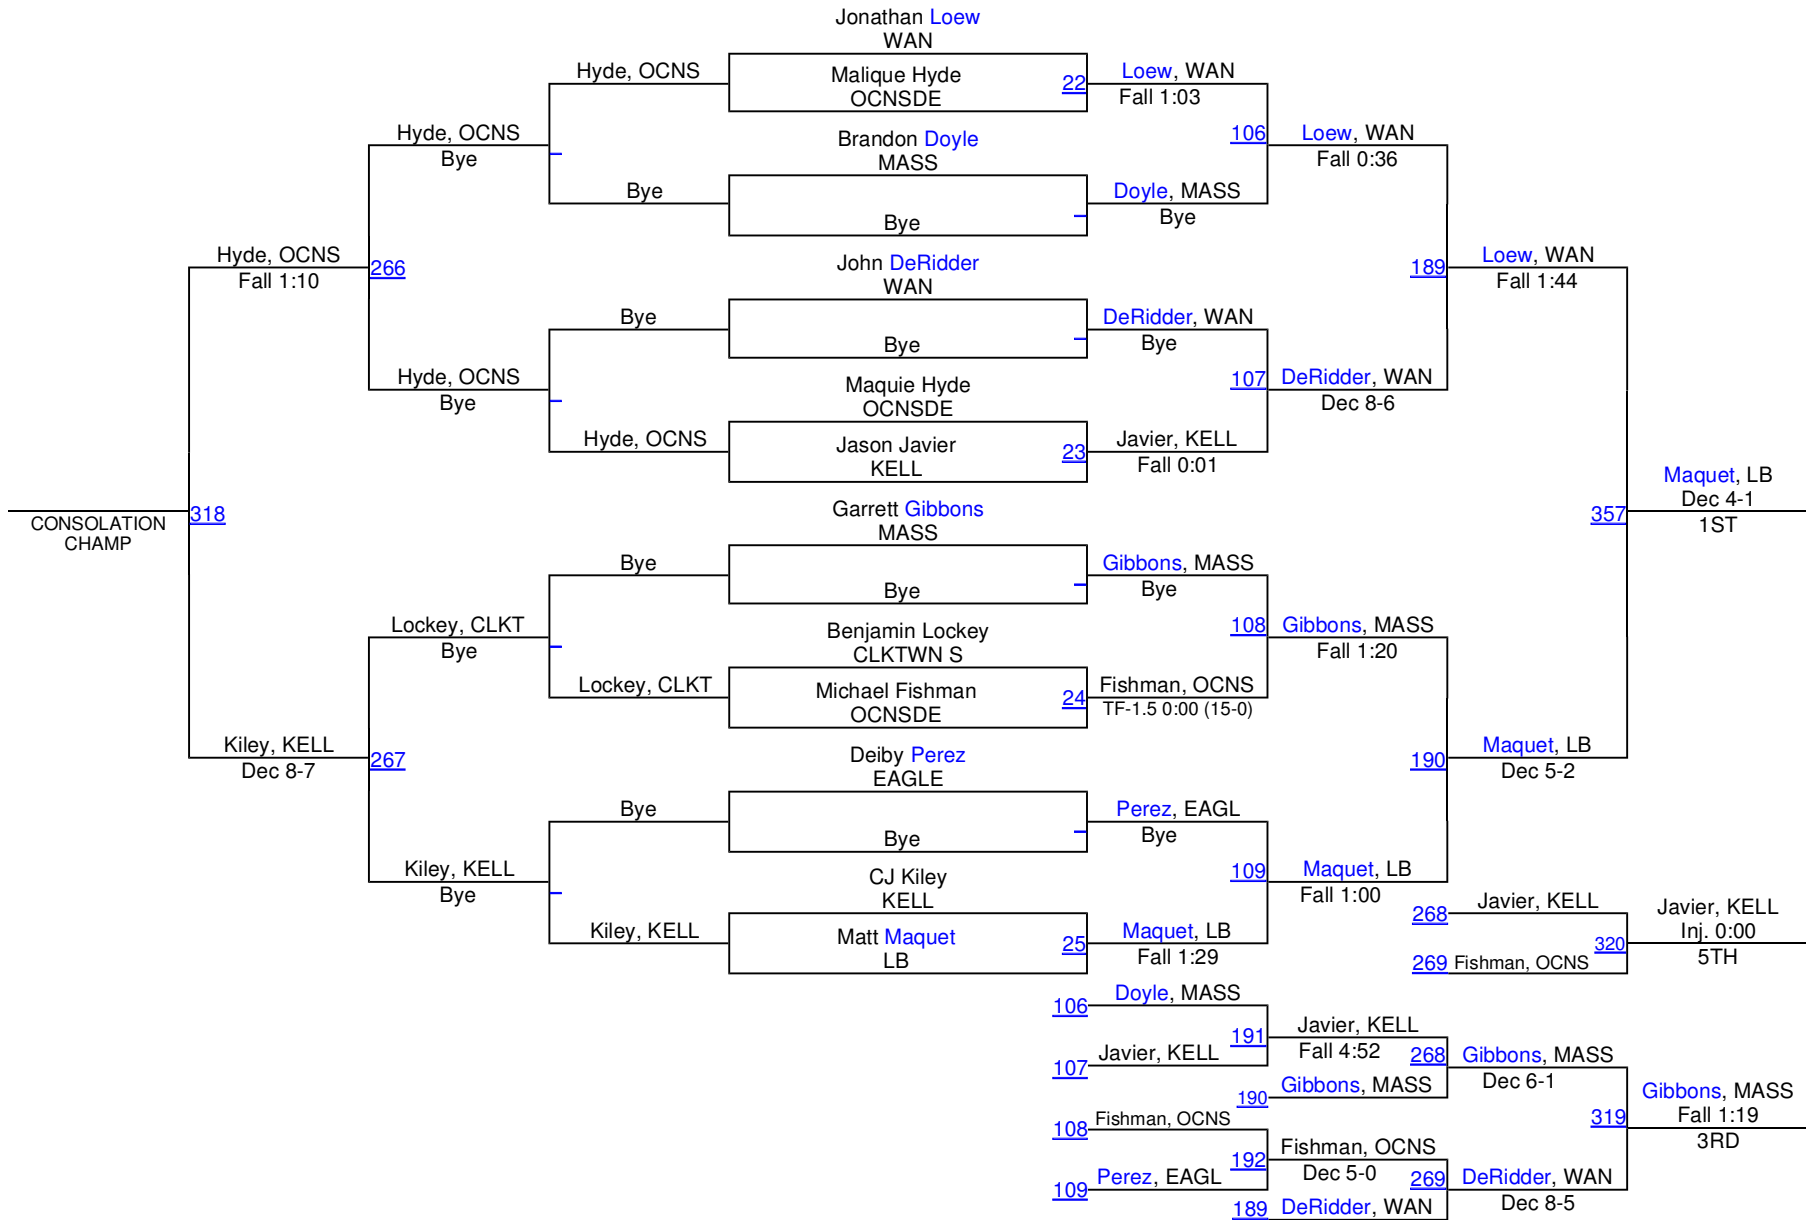 Jonathan Loew
WAN
Hyde, OCNS
Malique Hyde
OCNSDE
22
Loew, WAN
Fall 1:03
Hyde, OCNS
Bye
Brandon Doyle
MASS
106
Loew, WAN
Fall 0:36
Bye
Bye
Doyle, MASS
Bye
Hyde, OCNS
Fall 1:10
266
John DeRidder
WAN
189
Loew, WAN
Fall 1:44
Bye
Bye
DeRidder, WAN
Bye
Hyde, OCNS
Bye
Maquie Hyde
OCNSDE
107
DeRidder, WAN
Dec 8-6
Hyde, OCNS
Jason Javier
KELL
23
Javier, KELL
Fall 0:01
CONSOLATION
CHAMP
318
Garrett Gibbons
MASS
357
Maquet, LB
Dec 4-1
1ST
Bye
Bye
Gibbons, MASS
Bye
Lockey, CLKT
Bye
Benjamin Lockey
CLKTWN S
108
Gibbons, MASS
Fall 1:20
Lockey, CLKT
Michael Fishman
OCNSDE
24
Fishman, OCNS
TF-1.5 0:00 (15-0)
Kiley, KELL
Dec 8-7
267
Deiby Perez
EAGLE
190
Maquet, LB
Dec 5-2
Bye
Bye
Perez, EAGL
Bye
Kiley, KELL
Bye
CJ Kiley
KELL
109
Maquet, LB
Fall 1:00
Kiley, KELL
Matt Maquet
LB
25
Maquet, LB
Fall 1:29
268
Javier, KELL
269
Fishman, OCNS
320
Javier, KELL
Inj. 0:00
5TH
106
Doyle, MASS
107
Javier, KELL
191
Javier, KELL
Fall 4:52
190
Gibbons, MASS
268
Gibbons, MASS
Dec 6-1
108
Fishman, OCNS
109
Perez, EAGL
192
Fishman, OCNS
Dec 5-0
189
DeRidder, WAN
269
DeRidder, WAN
Dec 8-5
319
Gibbons, MASS
Fall 1:19
3RD